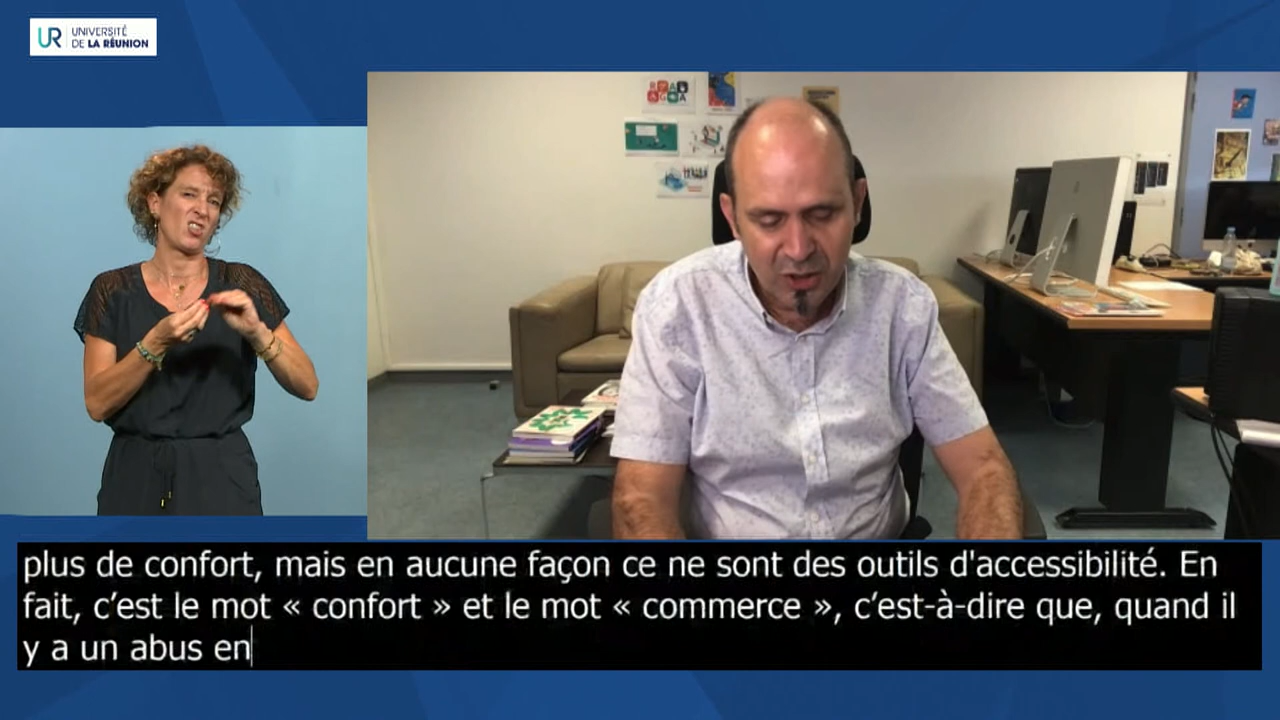 UR UNIVERSITÉ
DE LA RÉUNION
plus de confort, mais en aucune façon ce ne sont des outils d'accessibilité. En
fait, c’est le mot « confort » et le mot « commerce », c’est-à-dire que, quand il
y a un abus en